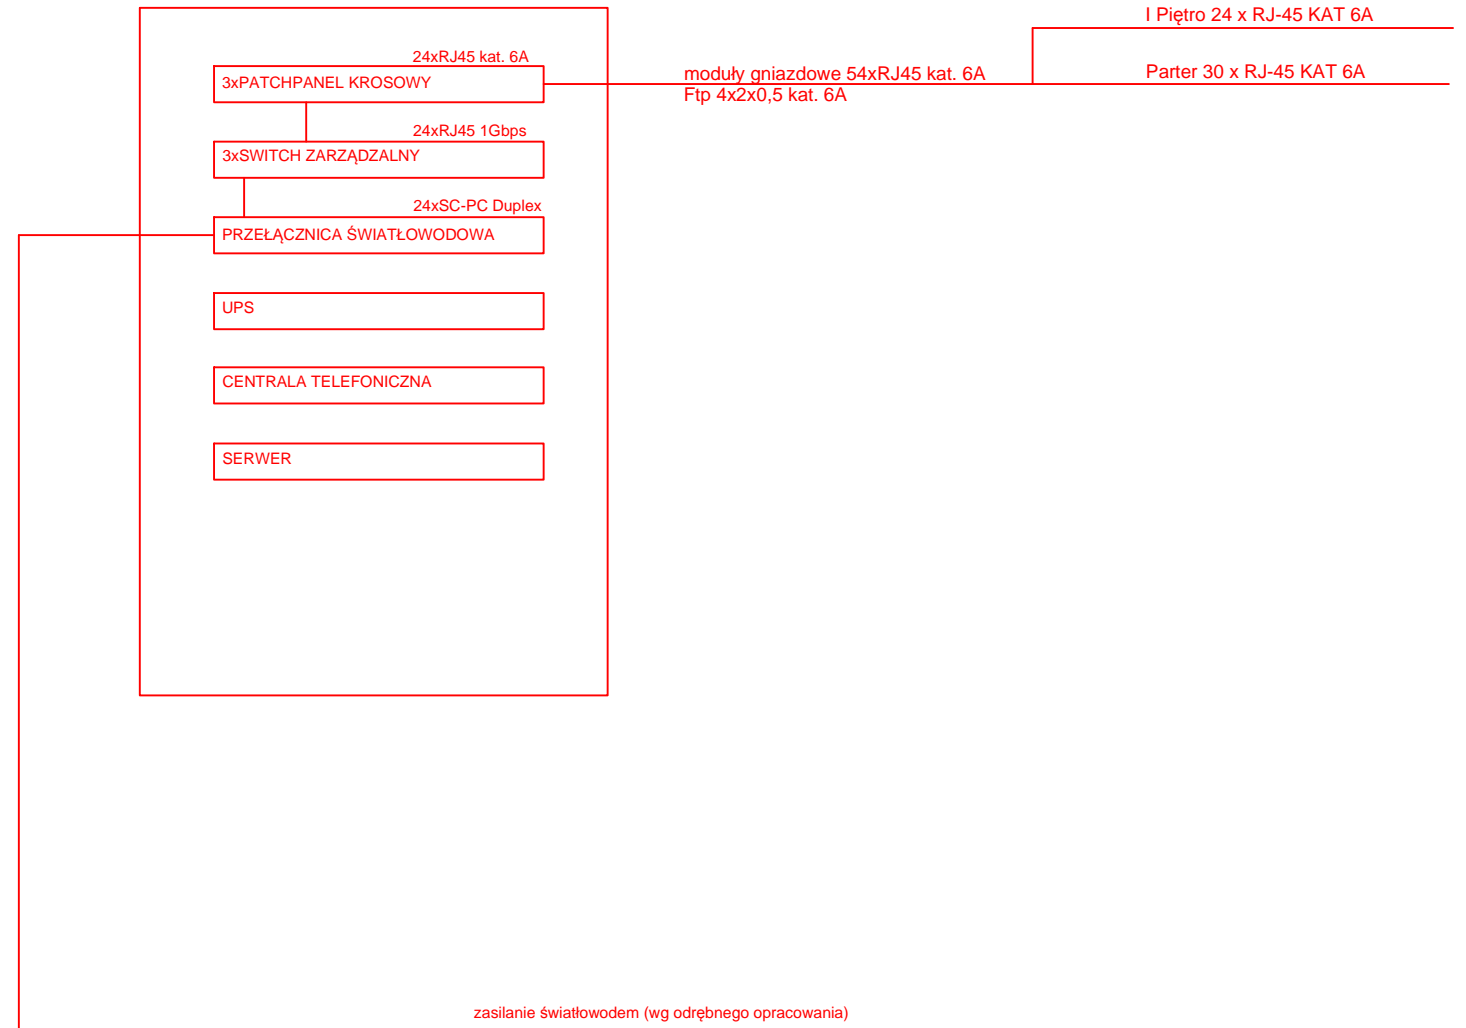 I Piętro 24 x RJ-45 KAT 6A
24xRJ45 kat. 6A
3xPATCHPANEL KROSOWY
moduły gniazdowe 54xRJ45 kat. 6A
Ftp 4x2x0,5 kat. 6A
Parter 30 x RJ-45 KAT 6A
24xRJ45 1Gbps
3xSWITCH ZARZĄDZALNY
24xSC-PC Duplex
PRZEŁĄCZNICA ŚWIATŁOWODOWA
UPS
CENTRALA TELEFONICZNA
SERWER
zasilanie światłowodem (wg odrębnego opracowania)